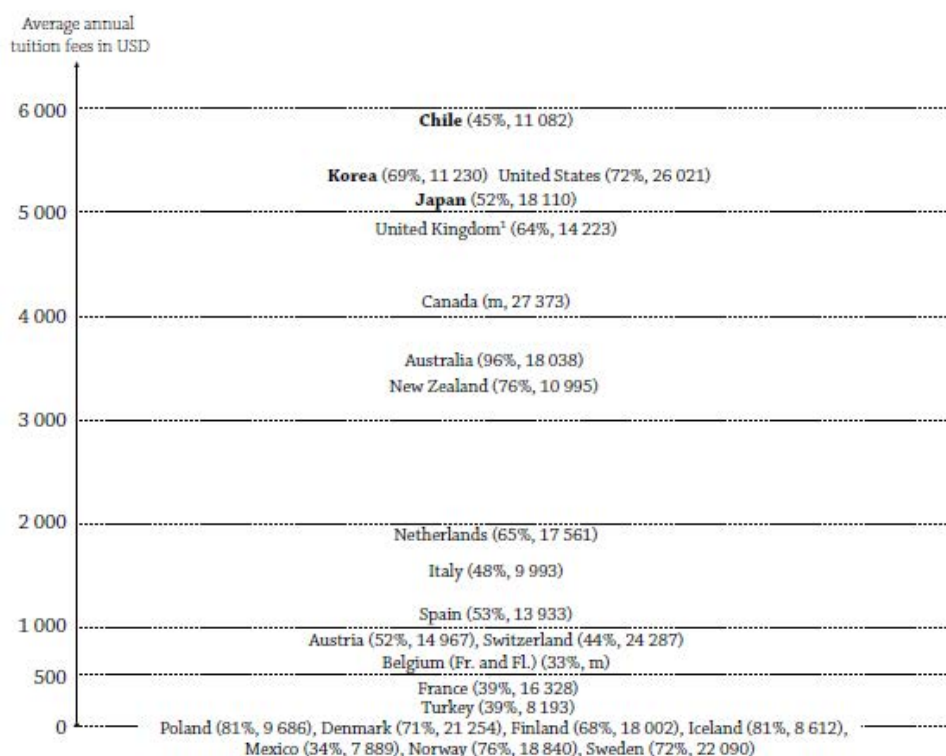 Average annual
tuition fees in USD
6 000
Chile (45%, 11 082)
Korea (69%, 11 230) United States (72%, 26 021)
Japan (52%, 18 110)
5 000
United Kingdom¹ (64%, 14 223)
Canada (m, 27 373)
4 000
Australia (96%, 18 038)
New Zealand (76%, 10 995)
3 000
2 000
Netherlands (65%, 17 561)
Italy (48%, 9 993)
Spain (53%, 13 933)
1 000
Austria (52%, 14 967), Switzerland (44%, 24 287)
Belgium (Fr. and Fl.) (33%, m)
500
France (39%, 16 328)
Turkey (39%, 8 193)
0
Poland (81%, 9 686), Denmark (71%, 21 254), Finland (68%, 18 002), Iceland (81%, 8 612),
Mexico (34%, 7 889), Norway (76%, 18 840), Sweden (72%, 22 090)